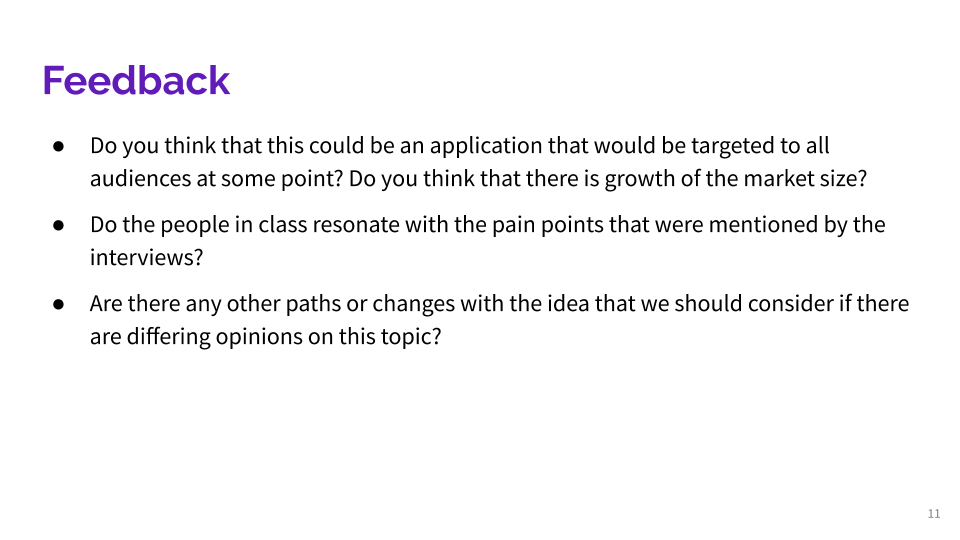 Feedback
● Do you think that this could be an application that would be targeted to all
audiences at some point? Do you think that there is growth of the market size?
● Do the people in class resonate with the pain points that were mentioned by the
interviews?
● Are there any other paths or changes with the idea that we should consider if there
are differing opinions on this topic?
11